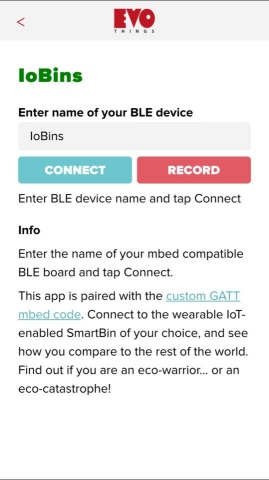 <
EVO
THINGS
IoBins
Enter name of your BLE device
IoBins
CONNECT RECORD
Enter BLE device name and tap Connect
Info
Enter the name of your mbed compatible
BLE board and tap Connect.
This app is paired with the custom GATT
mbed code. Connect to the wearable IoT-
enabled SmartBin of your choice, and see
how you compare to the rest of the world.
Find out if you are an eco-warrior... or an
eco-catastrophe!